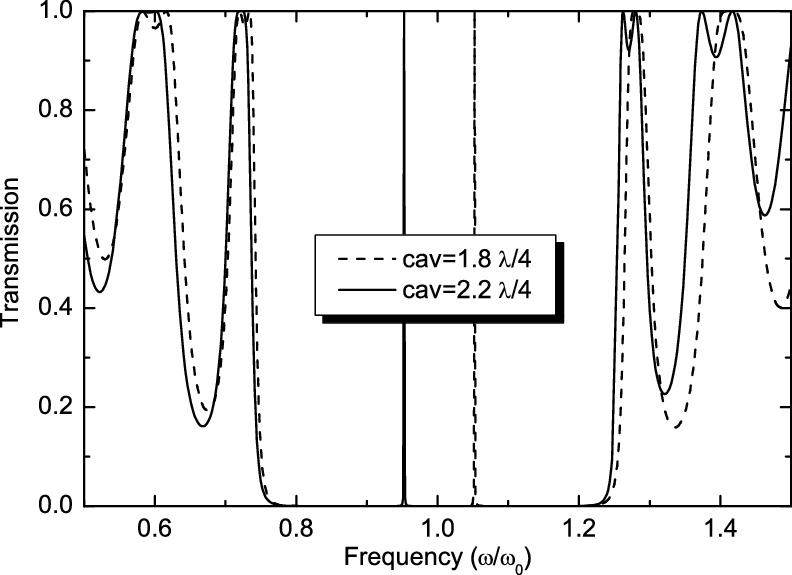 1.0
0.8
0.6
0.4
0.2
0.0
Transmission
cav=1.8 λ/4
cav=2.2 λ/4
0.6 0.8 1.0 1.2 1.4
Frequency (ω/ω₀)